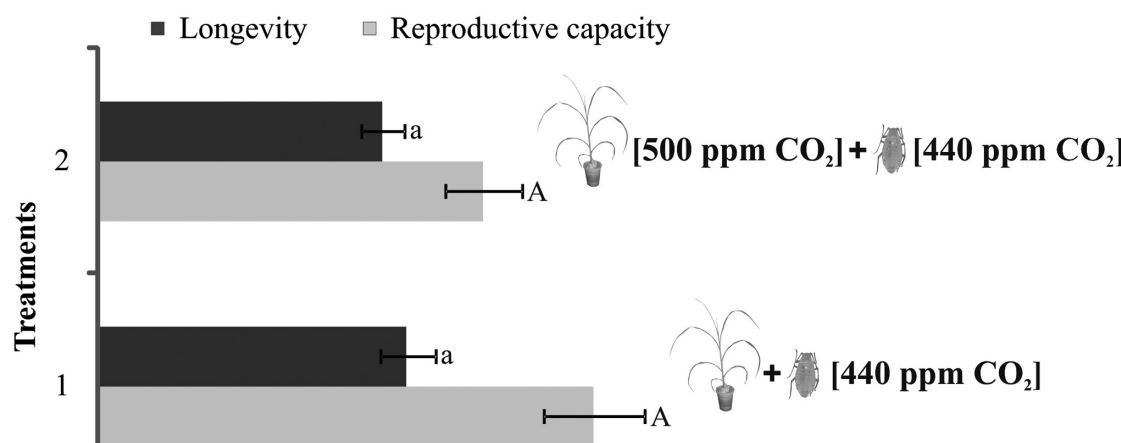 Longevity Reproductive capacity
a
2 [500 ppm CO₂] + [440 ppm CO₂]
A
Treatments
a
1 + [440 ppm CO₂]
A